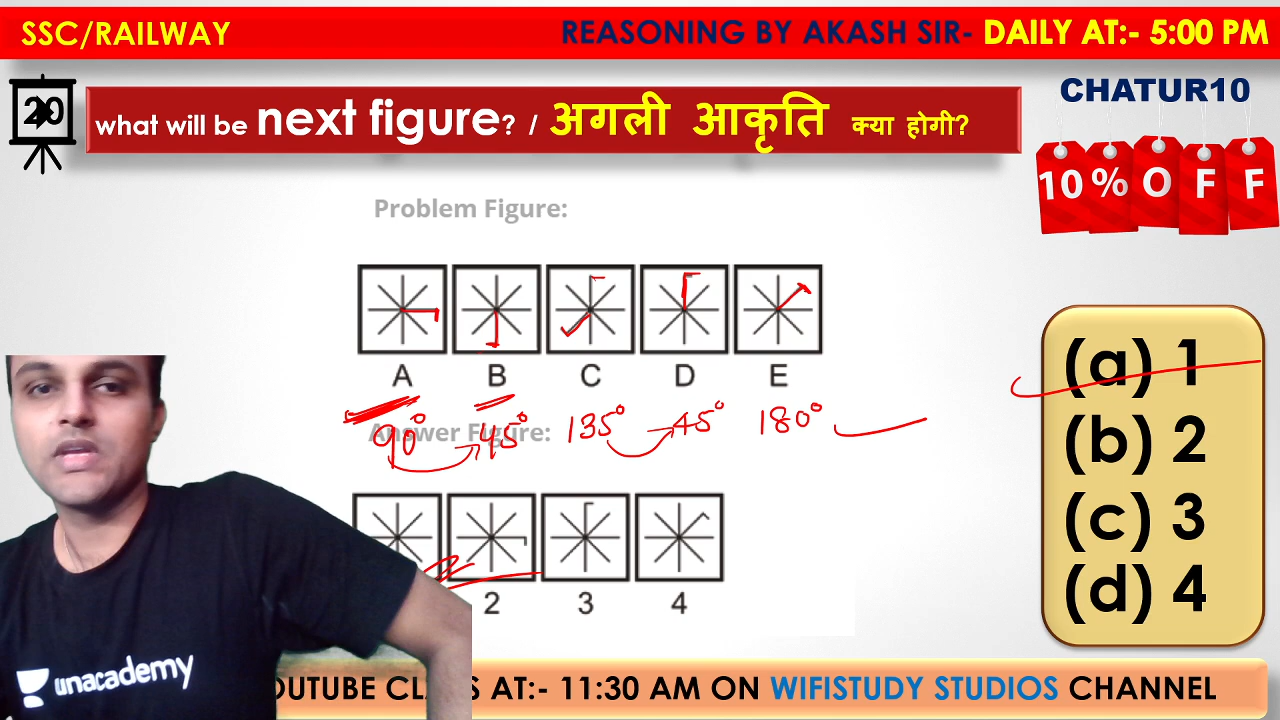 SSC/RAILWAY
REASONING BY AKASH SIR- DAILY AT:- 5:00 PM
what will be next figure? / अगली आकृति क्या होगी?
CHATUR10
10% OFF
Problem Figure:
A B C D E
90° 45° 135° 45° 180°
Answer Figure:
2 3 4
(a) 1
(b) 2
(c) 3
(d) 4
unacademy
AT:- 11:30 AM ON WIFISTUDY STUDIOS CHANNEL